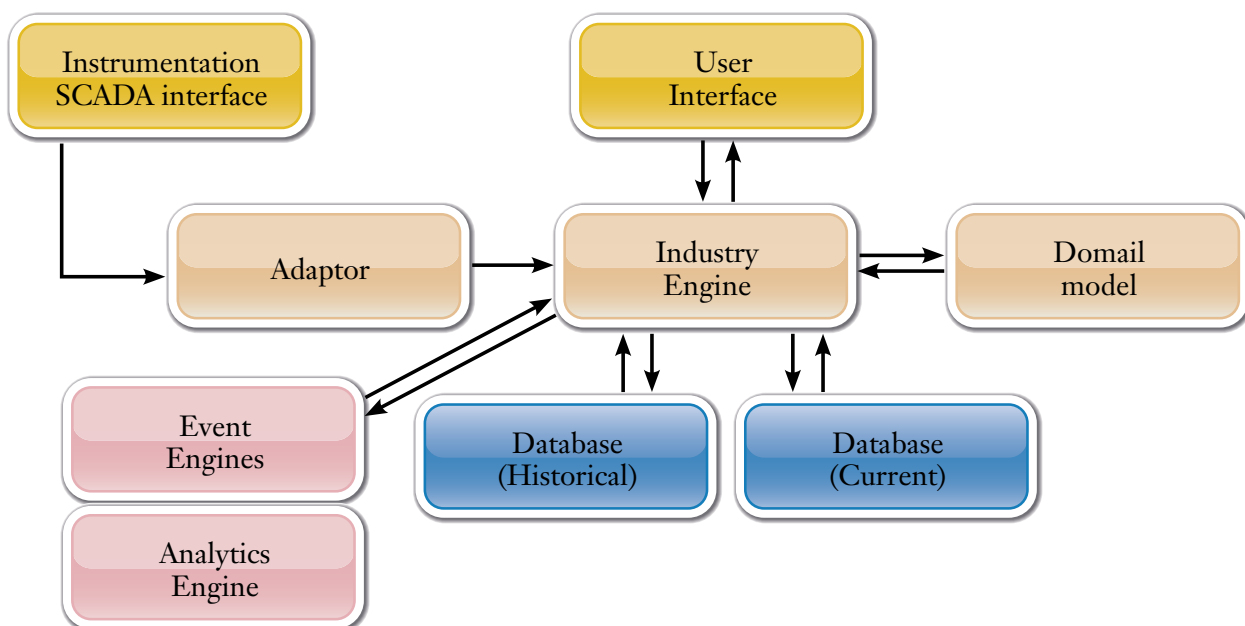 Instrumentation
SCADA interface
User
Interface
Adaptor
Industry
Engine
Domail
model
Event
Engines
Database
(Historical)
Database
(Current)
Analytics
Engine